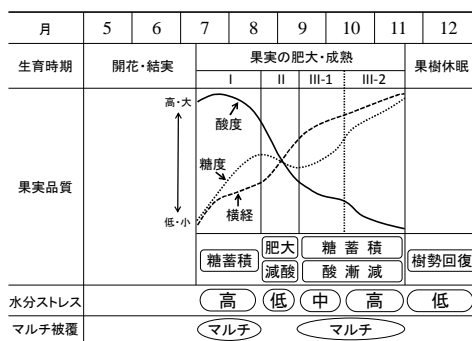 月 5 6 7 8 9 10 11 12
生育時期 開花・結実 果実の肥大・成熟 果樹休眠
I II III-1 III-2
果実品質
高・大
酸度
糖度
横経
低・小
糖蓄積 肥大 糖 蓄 積
減酸 酸 漸 減 樹勢回復
水分ストレス 高 低 中 高 低
マルチ被覆 マルチ マルチ